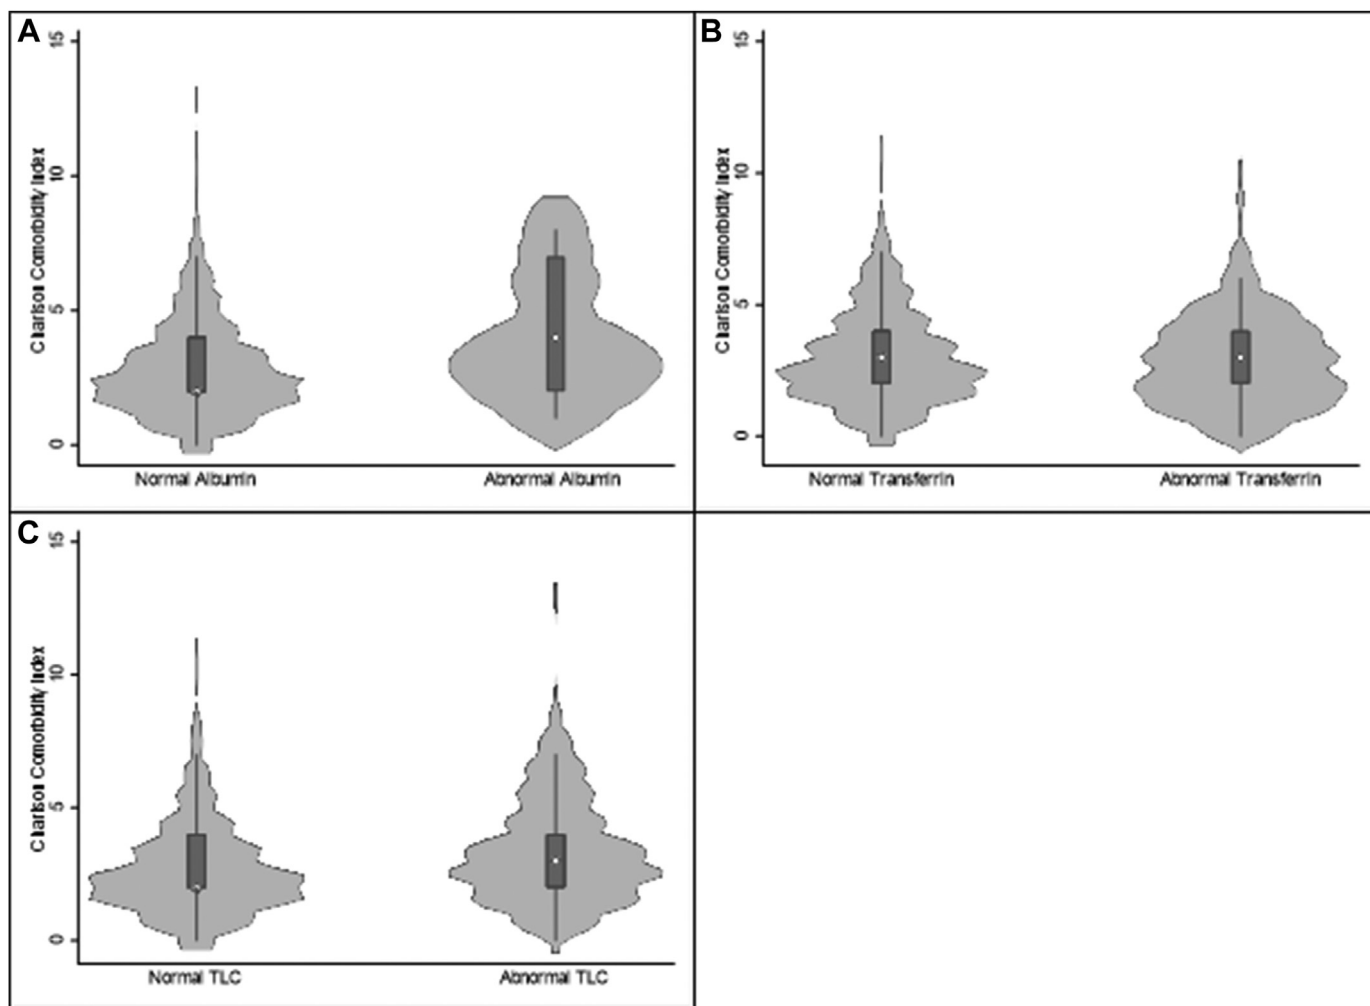 A
15
10
5
0
Charlson Comorbidity Index
Normal Albumin
Abnormal Albumin
B
15
10
5
0
Charlson Comorbidity Index
Normal Transferrin
Abnormal Transferrin
C
15
10
5
0
Charlson Comorbidity Index
Normal TLC
Abnormal TLC